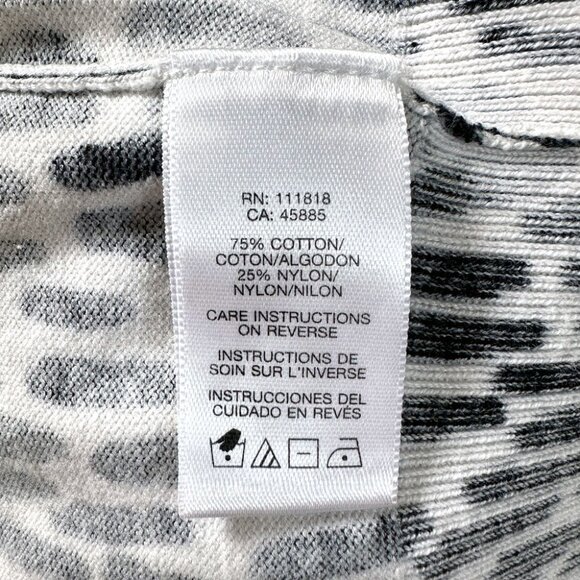 RN: 111818
CA: 45885
75% COTTON/
COTON/ALGODON
25% NYLON/
NYLON/NILON
CARE INSTRUCTIONS
ON REVERSE
INSTRUCTIONS DE
SOIN SUR L'INVERSE
INSTRUCCIONES DEL
CUIDADO EN REVÉS